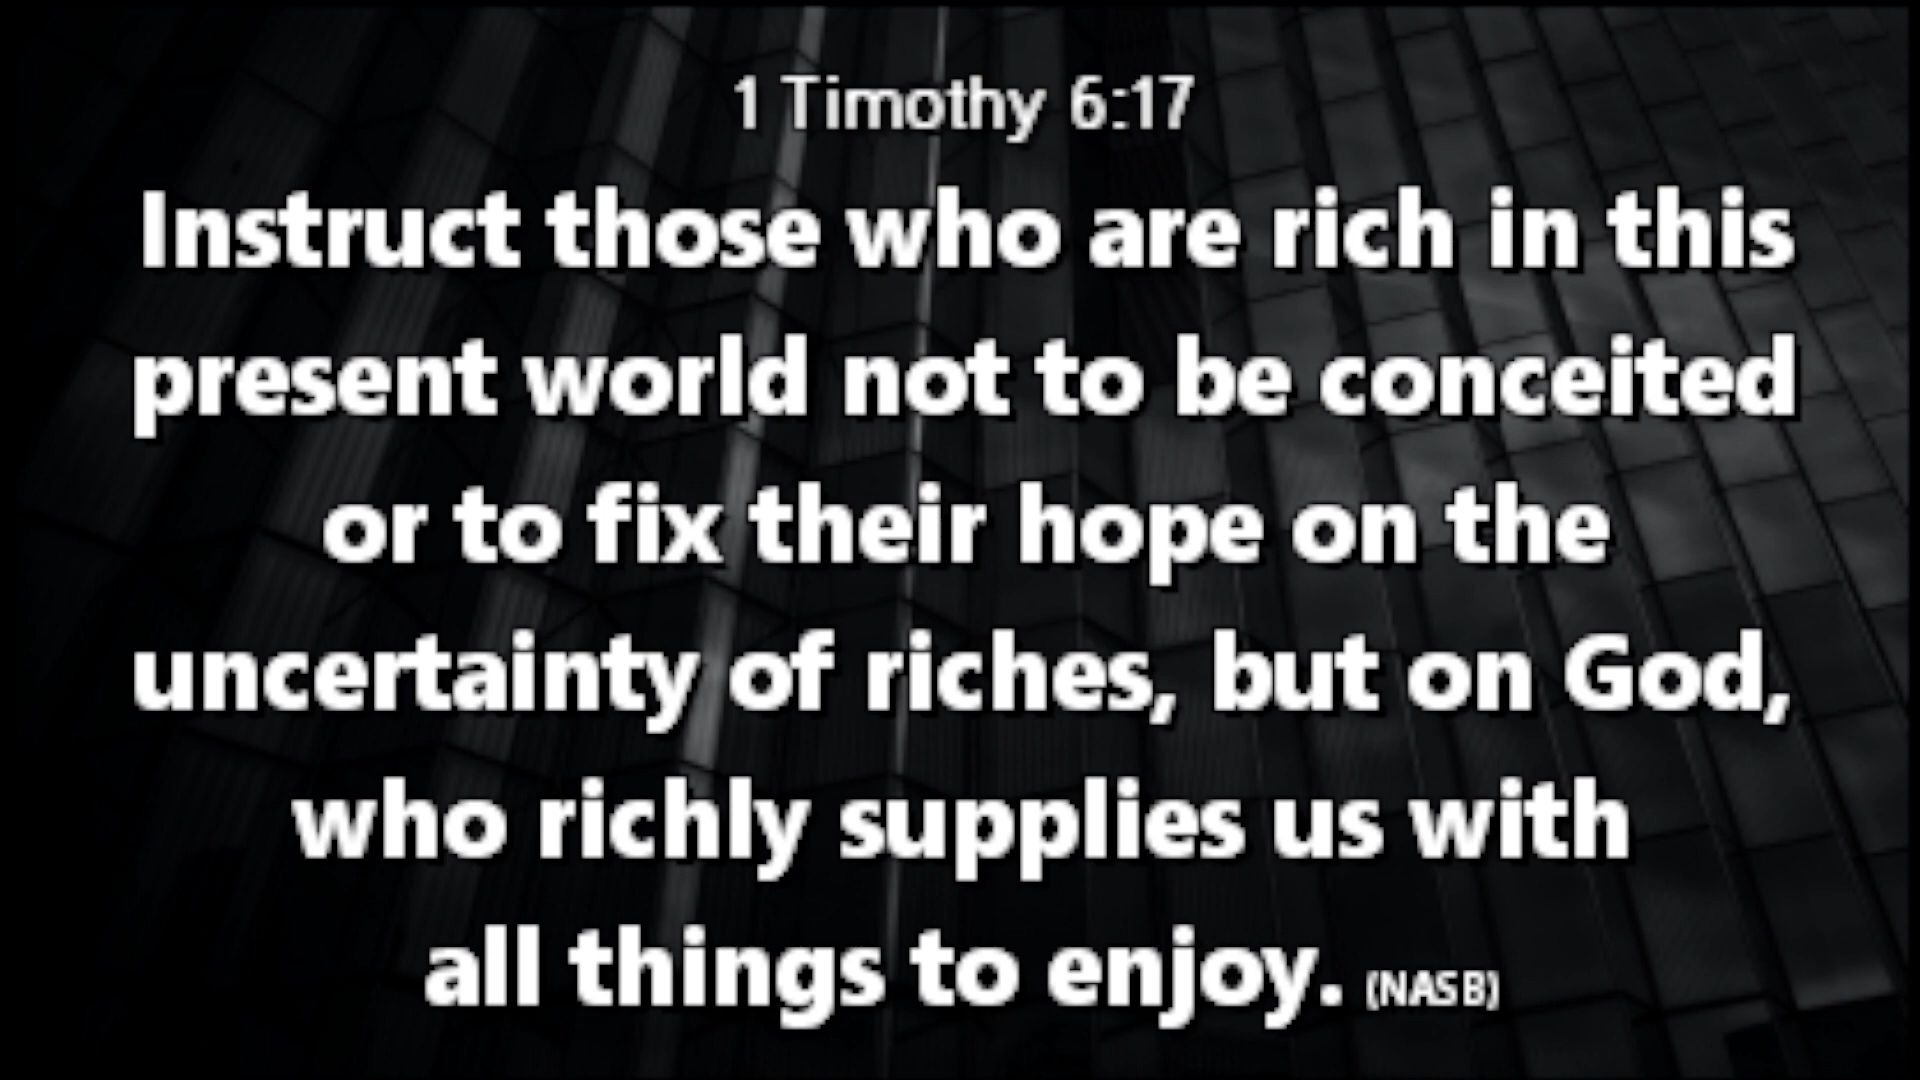 1 Timothy 6:17
Instruct those who are rich in this
present world not to be conceited
or to fix their hope on the
uncertainty of riches, but on God,
who richly supplies us with
all things to enjoy. (NASB)